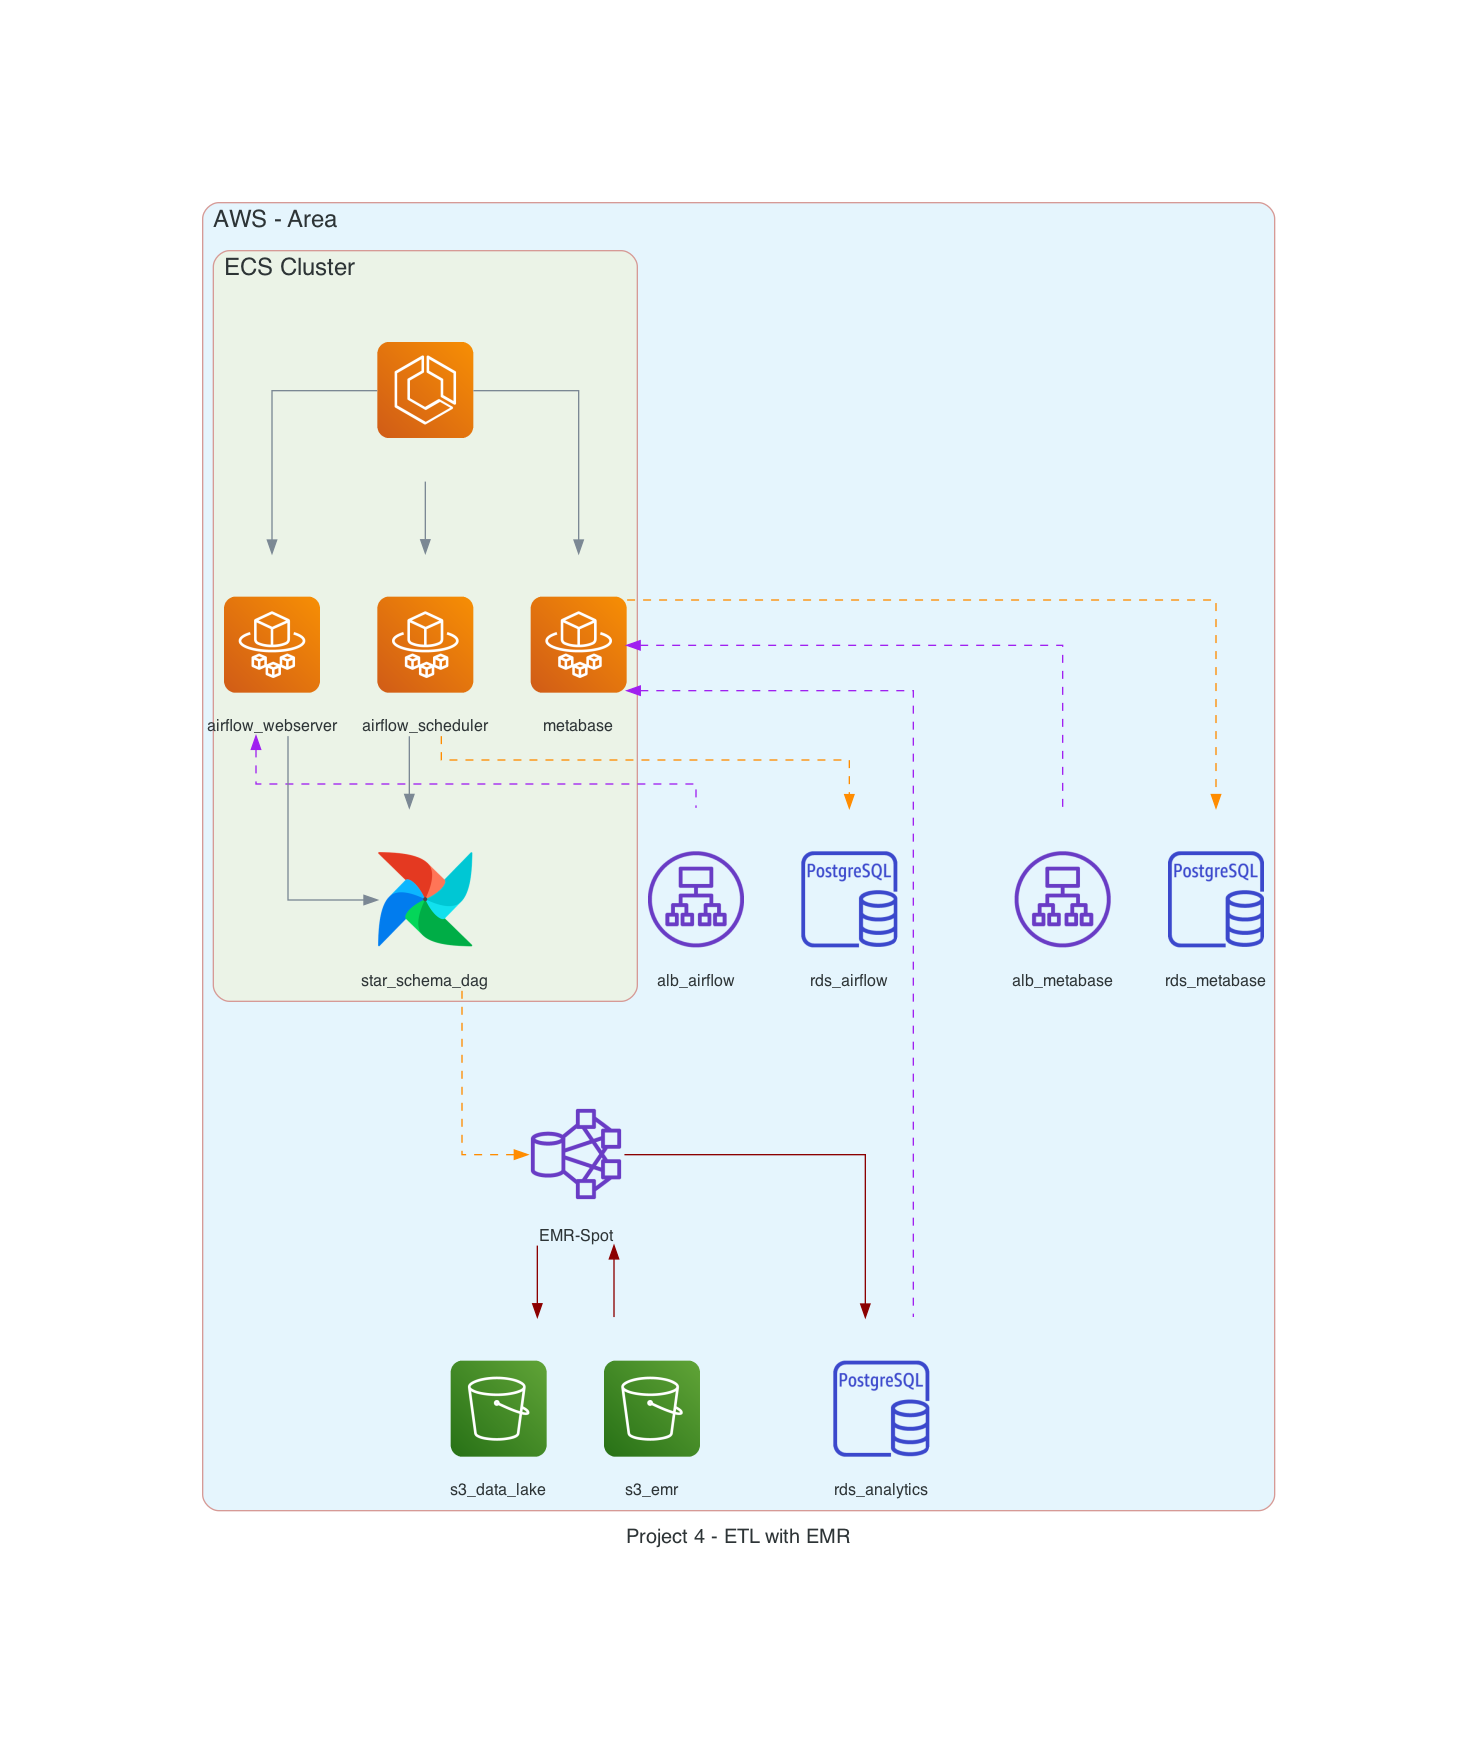 AWS - Area
ECS Cluster
airflow_webserver
airflow_scheduler
metabase
PostgreSQL
PostgreSQL
star_schema_dag
alb_airflow
rds_airflow
alb_metabase
rds_metabase
EMR-Spot
PostgreSQL
s3_data_lake
s3_emr
rds_analytics
Project 4 - ETL with EMR